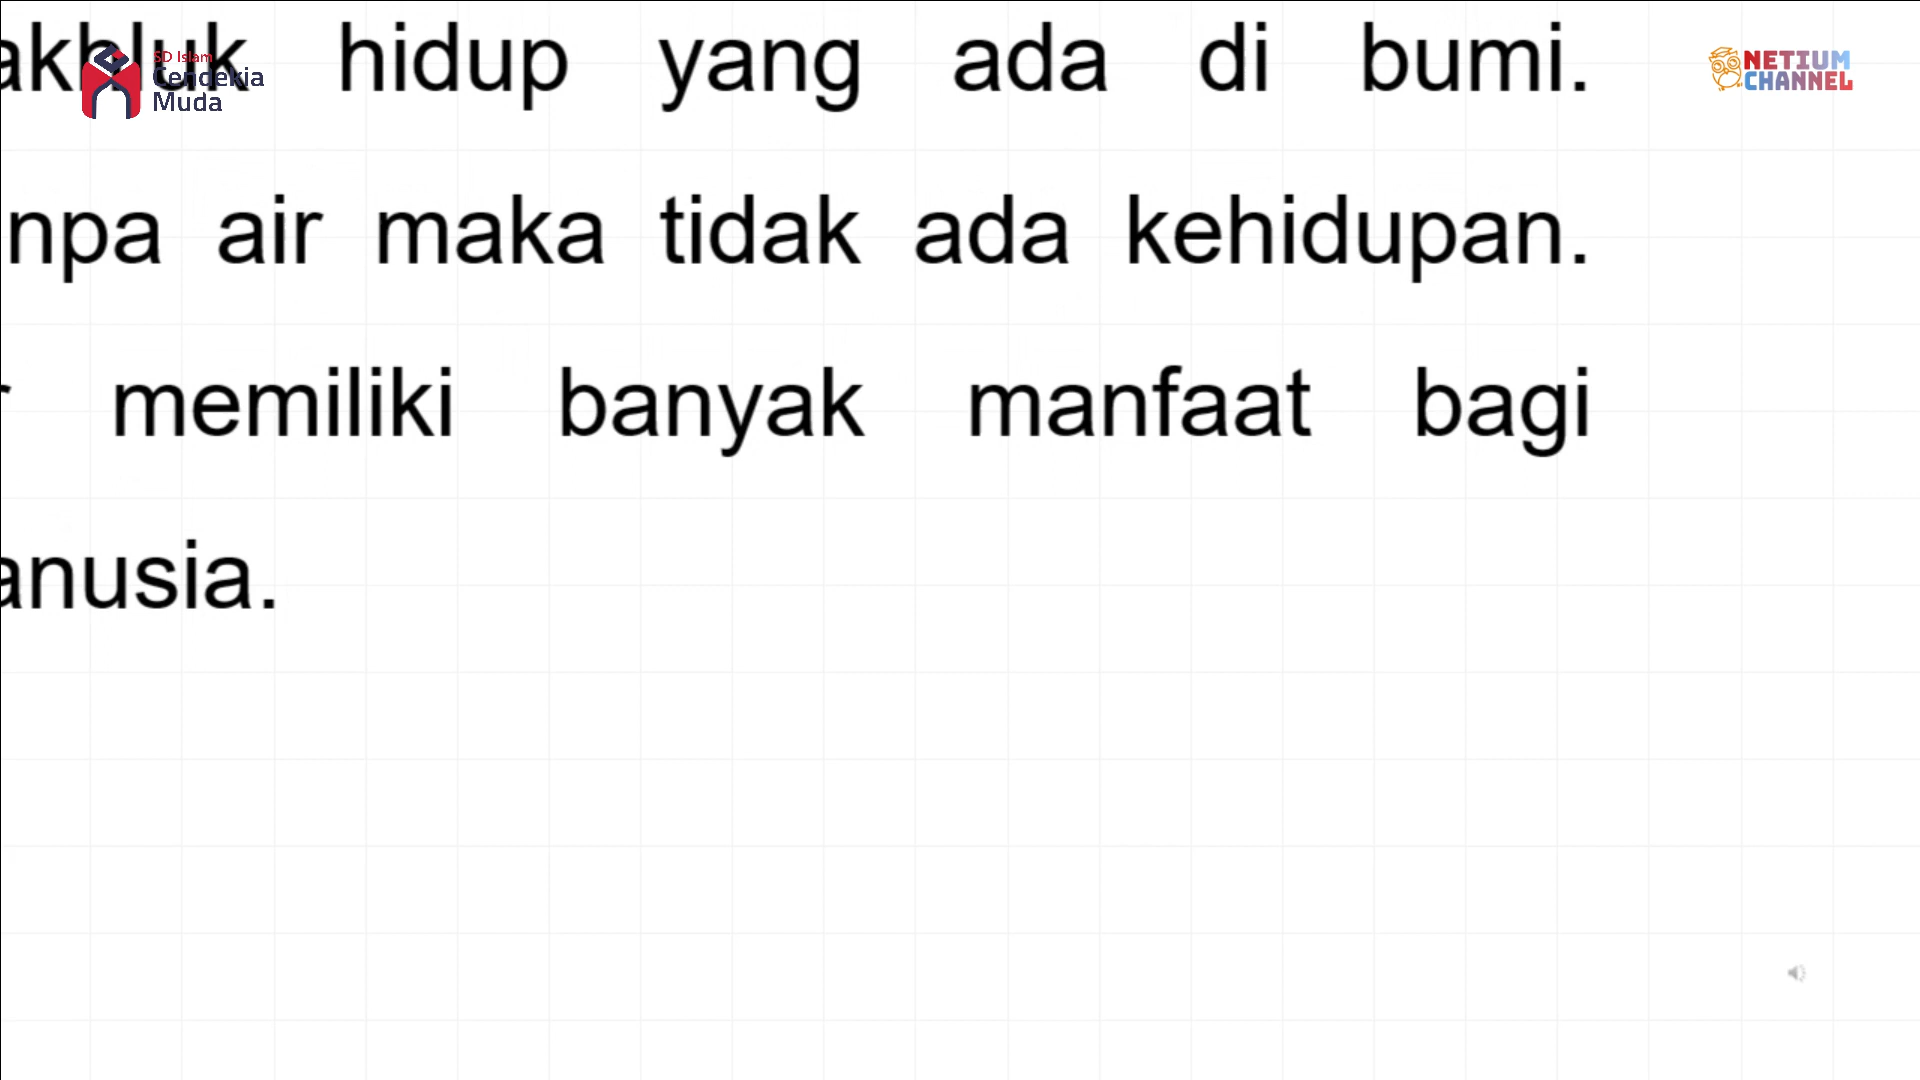 akhluk hidup yang ada di bumi.
npa air maka tidak ada kehidupan.
memiliki banyak manfaat bagi
anusia.
SD Islam
Cendekia
Muda
NETIUM
CHANNEL